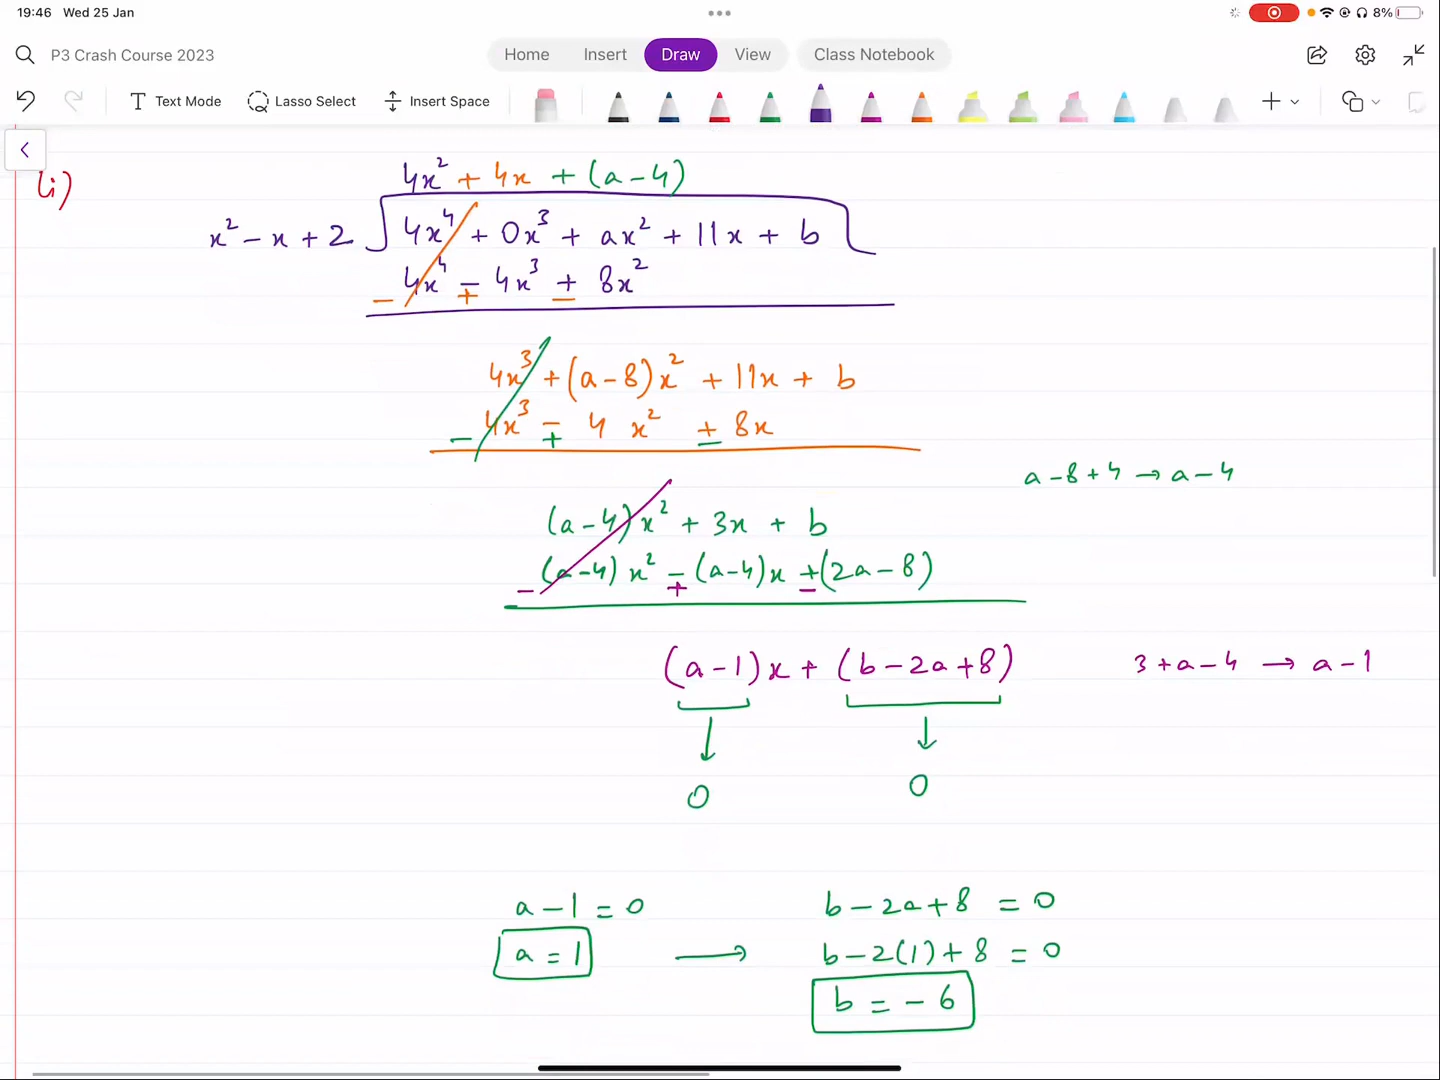 19:46 Wed 25 Jan
8%
P3 Crash Course 2023
Home Insert Draw View Class Notebook
Text Mode Lasso Select Insert Space
(i)
4x² + 4x + (a-4)
x² - x + 2 4x⁴ + 0x³ + ax² + 11x + b
4x⁴ - 4x³ + 8x²
- + -
4x³ + (a-8)x² + 11x + b
4x³ - 4x² + 8x
- + -
a-8+4 → a-4
(a-4)x² + 3x + b
(a-4)x² - (a-4)x + (2a-8)
- + -
(a-1)x + (b-2a+8) 3+a-4 → a-1
↓ ↓
0 0
a-1 = 0 b-2a+8 = 0
a = 1 → b-2(1)+8 = 0
b = -6